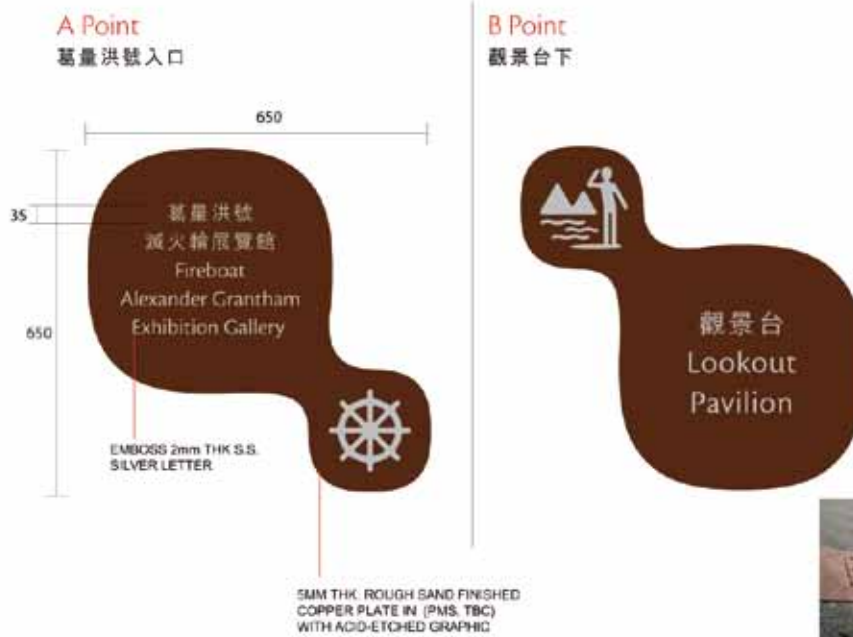 A Point
葛量洪號入口
650
35
650
葛量洪號
滅火輪展覽館
Fireboat
Alexander Grantham
Exhibition Gallery
EMBOSS 2mm THK S.S.
SILVER LETTER
5MM THK. ROUGH SAND FINISHED
COPPER PLATE IN (PMS. TBC)
WITH ACID-ETCHED GRAPHIC
B Point
觀景台下
觀景台
Lookout
Pavilion